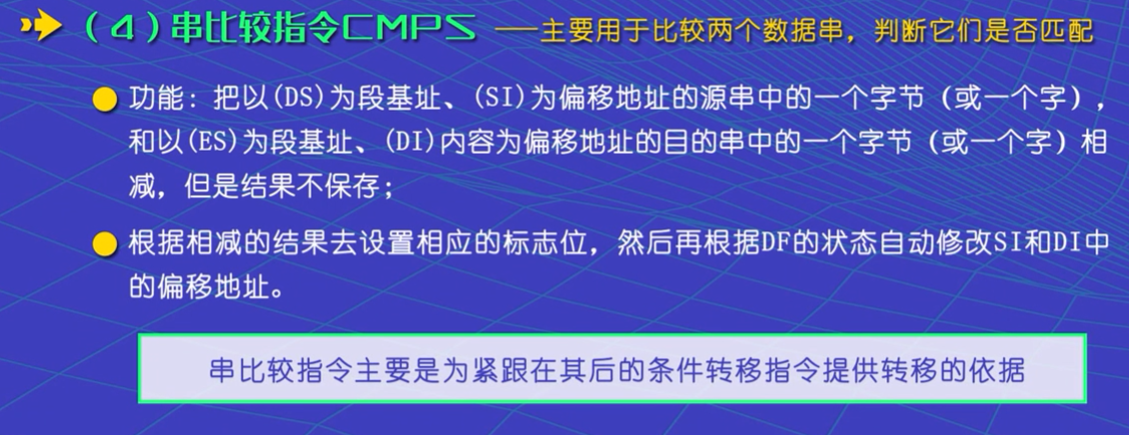 （4）串比较指令CMPS ——主要用于比较两个数据串，判断它们是否匹配
功能：把以(DS)为段基址、(SI)为偏移地址的源串中的一个字节（或一个字），
和以(ES)为段基址、(DI)内容为偏移地址的目的串中的一个字节（或一个字）相
减，但是结果不保存；
根据相减的结果去设置相应的标志位，然后再根据DF的状态自动修改SI和DI中
的偏移地址。
串比较指令主要是为紧跟在其后的条件转移指令提供转移的依据